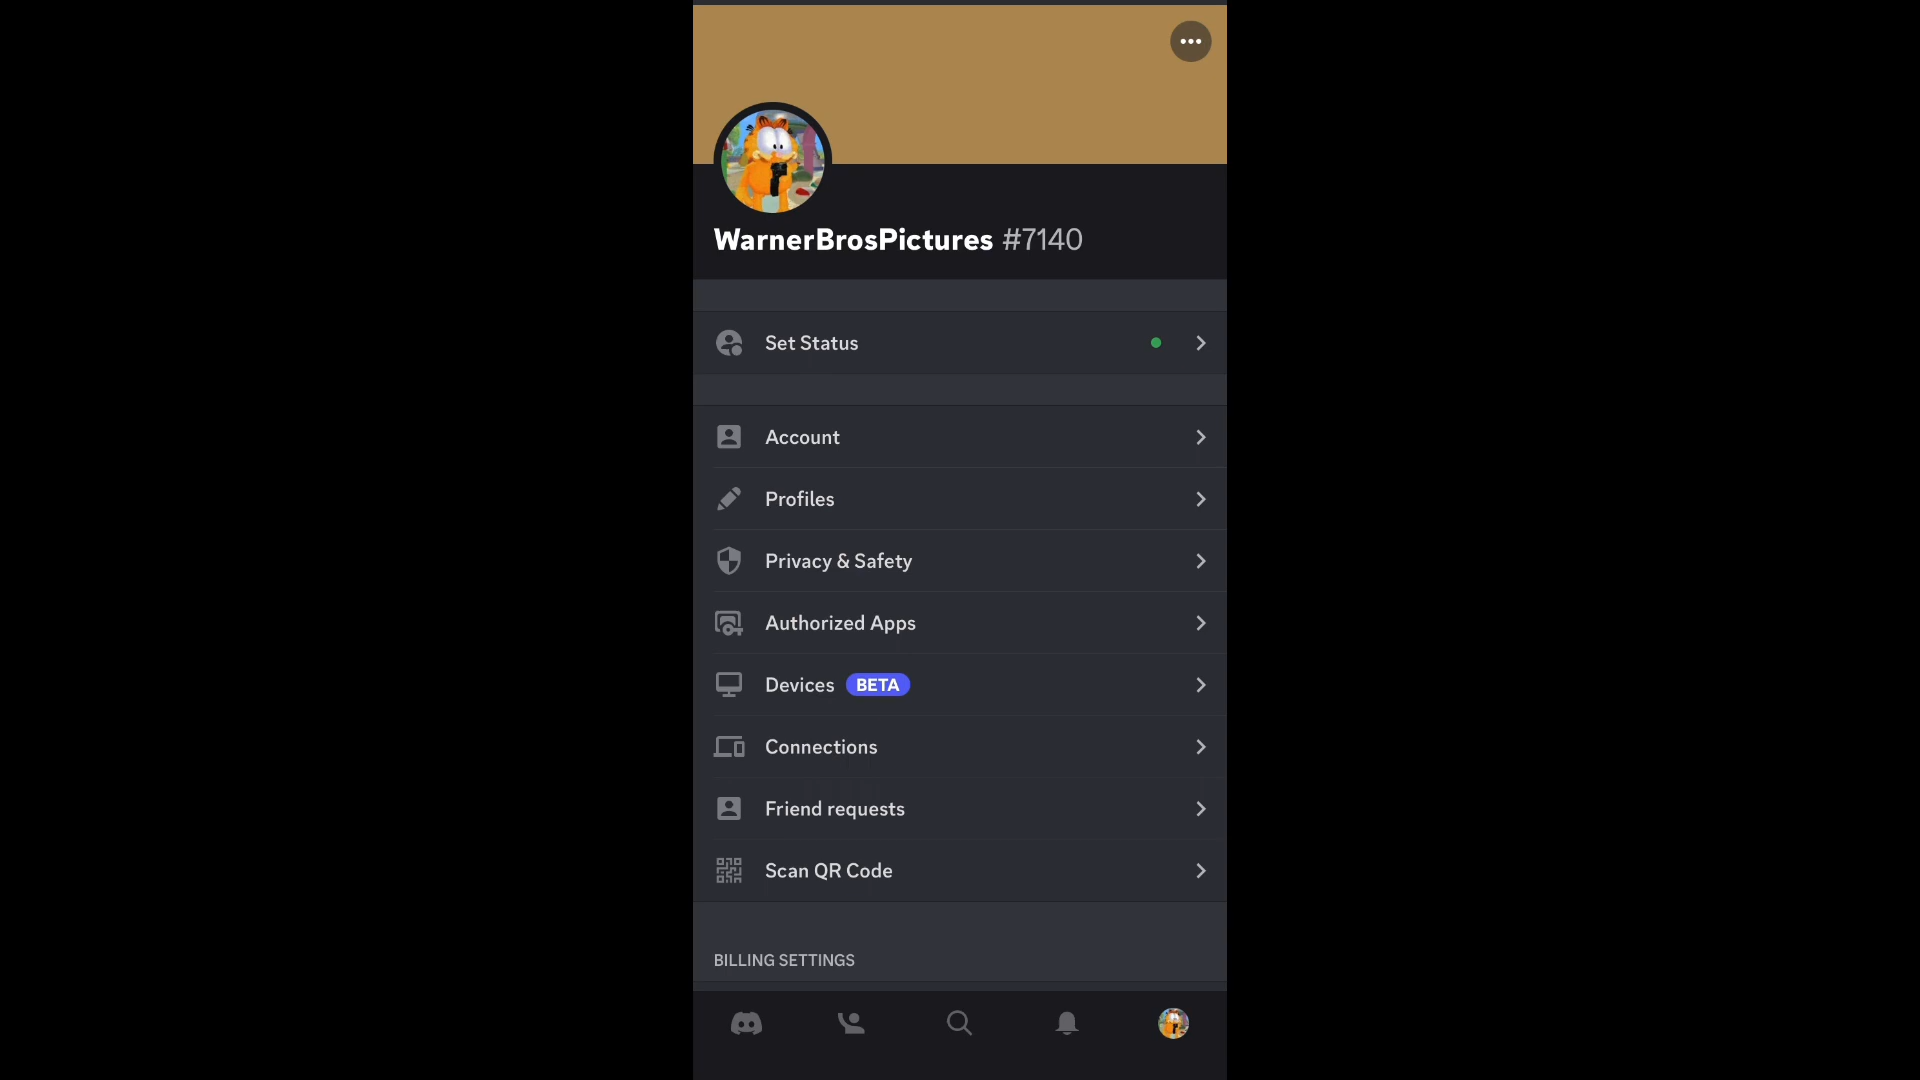 WarnerBrosPictures #7140
Set Status
Account
Profiles
Privacy & Safety
Authorized Apps
Devices BETA
Connections
Friend requests
Scan QR Code
BILLING SETTINGS